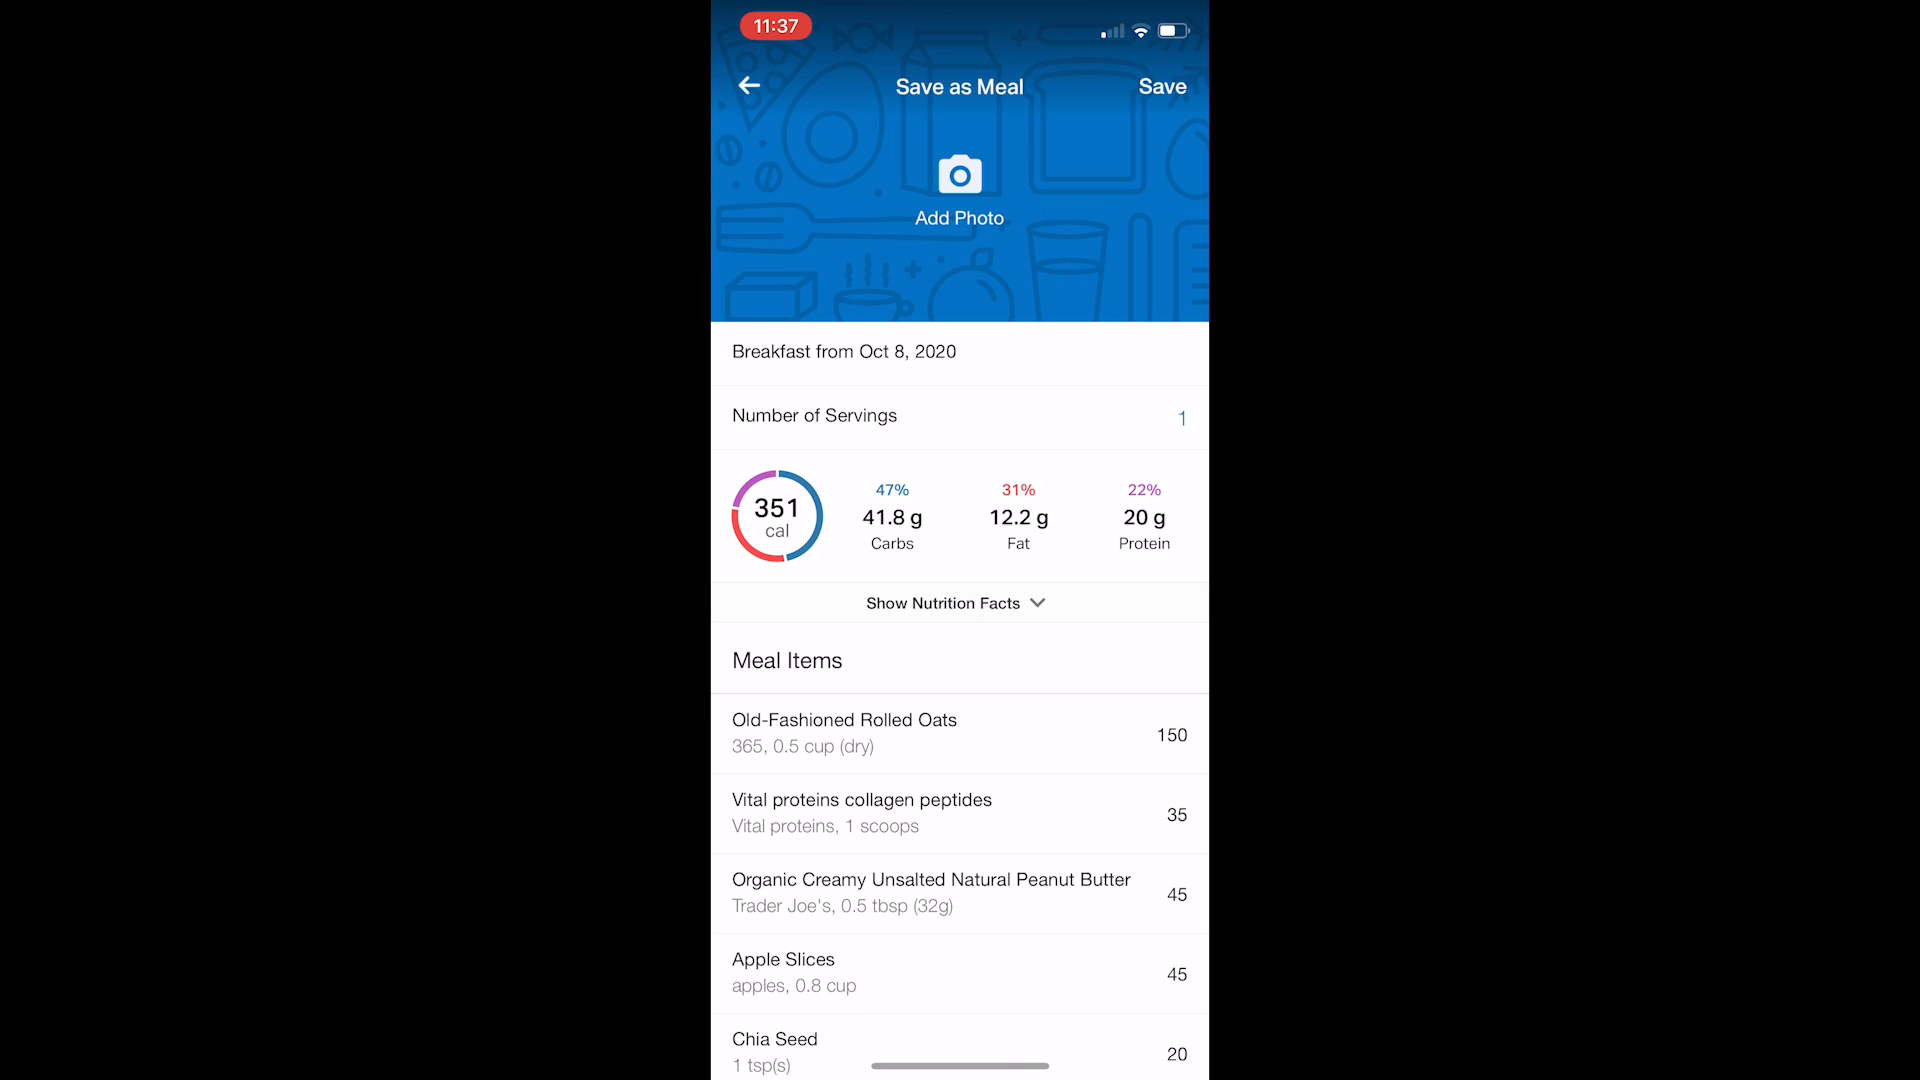 11:37
Save as Meal
Save
Add Photo
Breakfast from Oct 8, 2020
Number of Servings
1
351
cal
47%
41.8 g
Carbs
31%
12.2 g
Fat
22%
20 g
Protein
Show Nutrition Facts
Meal Items
Old-Fashioned Rolled Oats
365, 0.5 cup (dry)
150
Vital proteins collagen peptides
Vital proteins, 1 scoops
35
Organic Creamy Unsalted Natural Peanut Butter
Trader Joe's, 0.5 tbsp (32g)
45
Apple Slices
apples, 0.8 cup
45
Chia Seed
1 tsp(s)
20